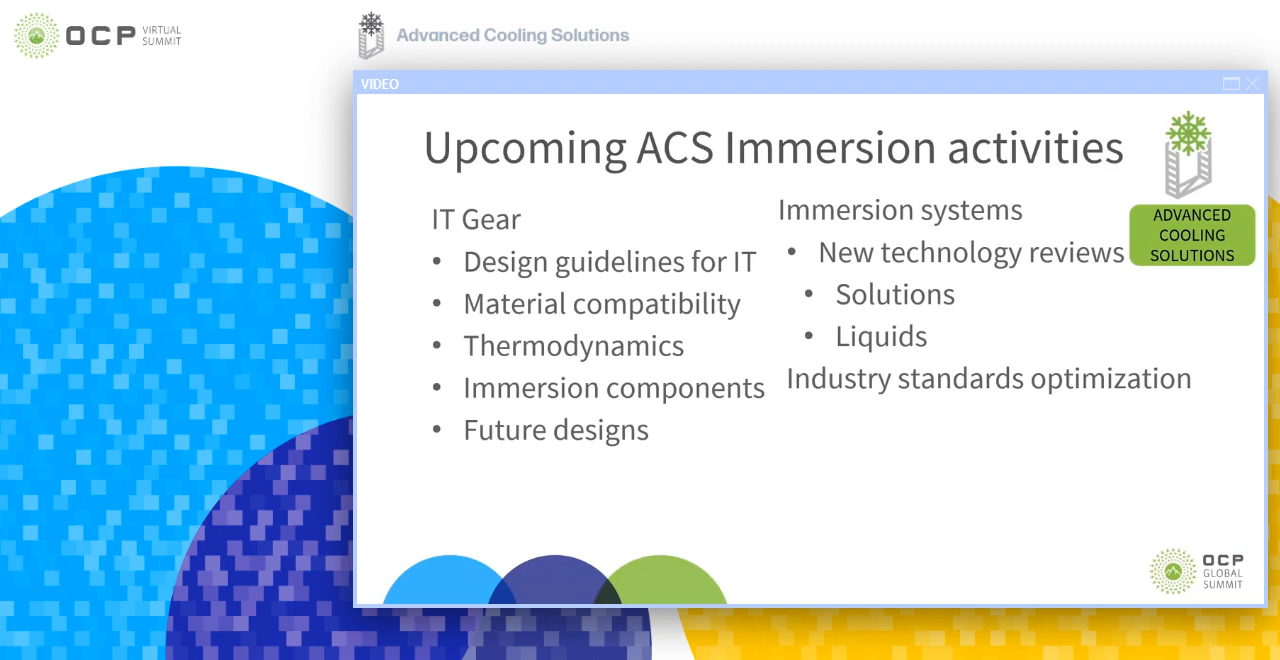 OCP VIRTUAL
SUMMIT
Advanced Cooling Solutions
VIDEO
Upcoming ACS Immersion activities
IT Gear
• Design guidelines for IT
• Material compatibility
• Thermodynamics
• Immersion components
• Future designs
Immersion systems
• New technology reviews
• Solutions
• Liquids
Industry standards optimization
ADVANCED
COOLING
SOLUTIONS
OCP
GLOBAL
SUMMIT